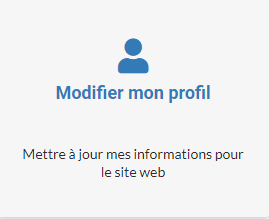 Modifier mon profil
Mettre à jour mes informations pour
le site web